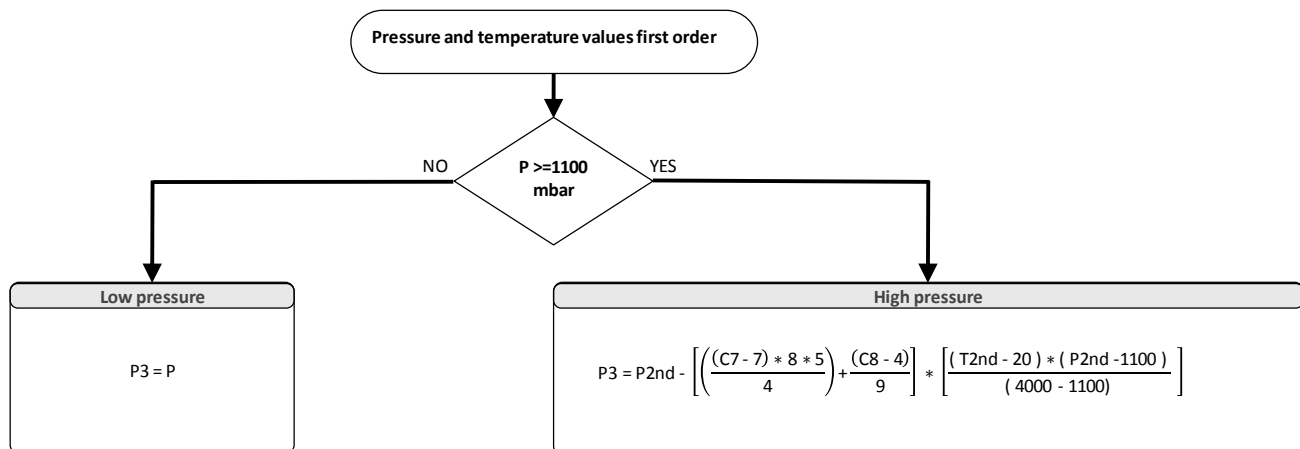 Pressure and temperature values first order
P >=1100
mbar
NO
YES
Low pressure
P3 = P
High pressure
P3 = P2nd - [(((C7 - 7) * 8 * 5)/4) + (C8 - 4)/9] * [(( T2nd - 20 ) * ( P2nd -1100 ))/( 4000 - 1100)]